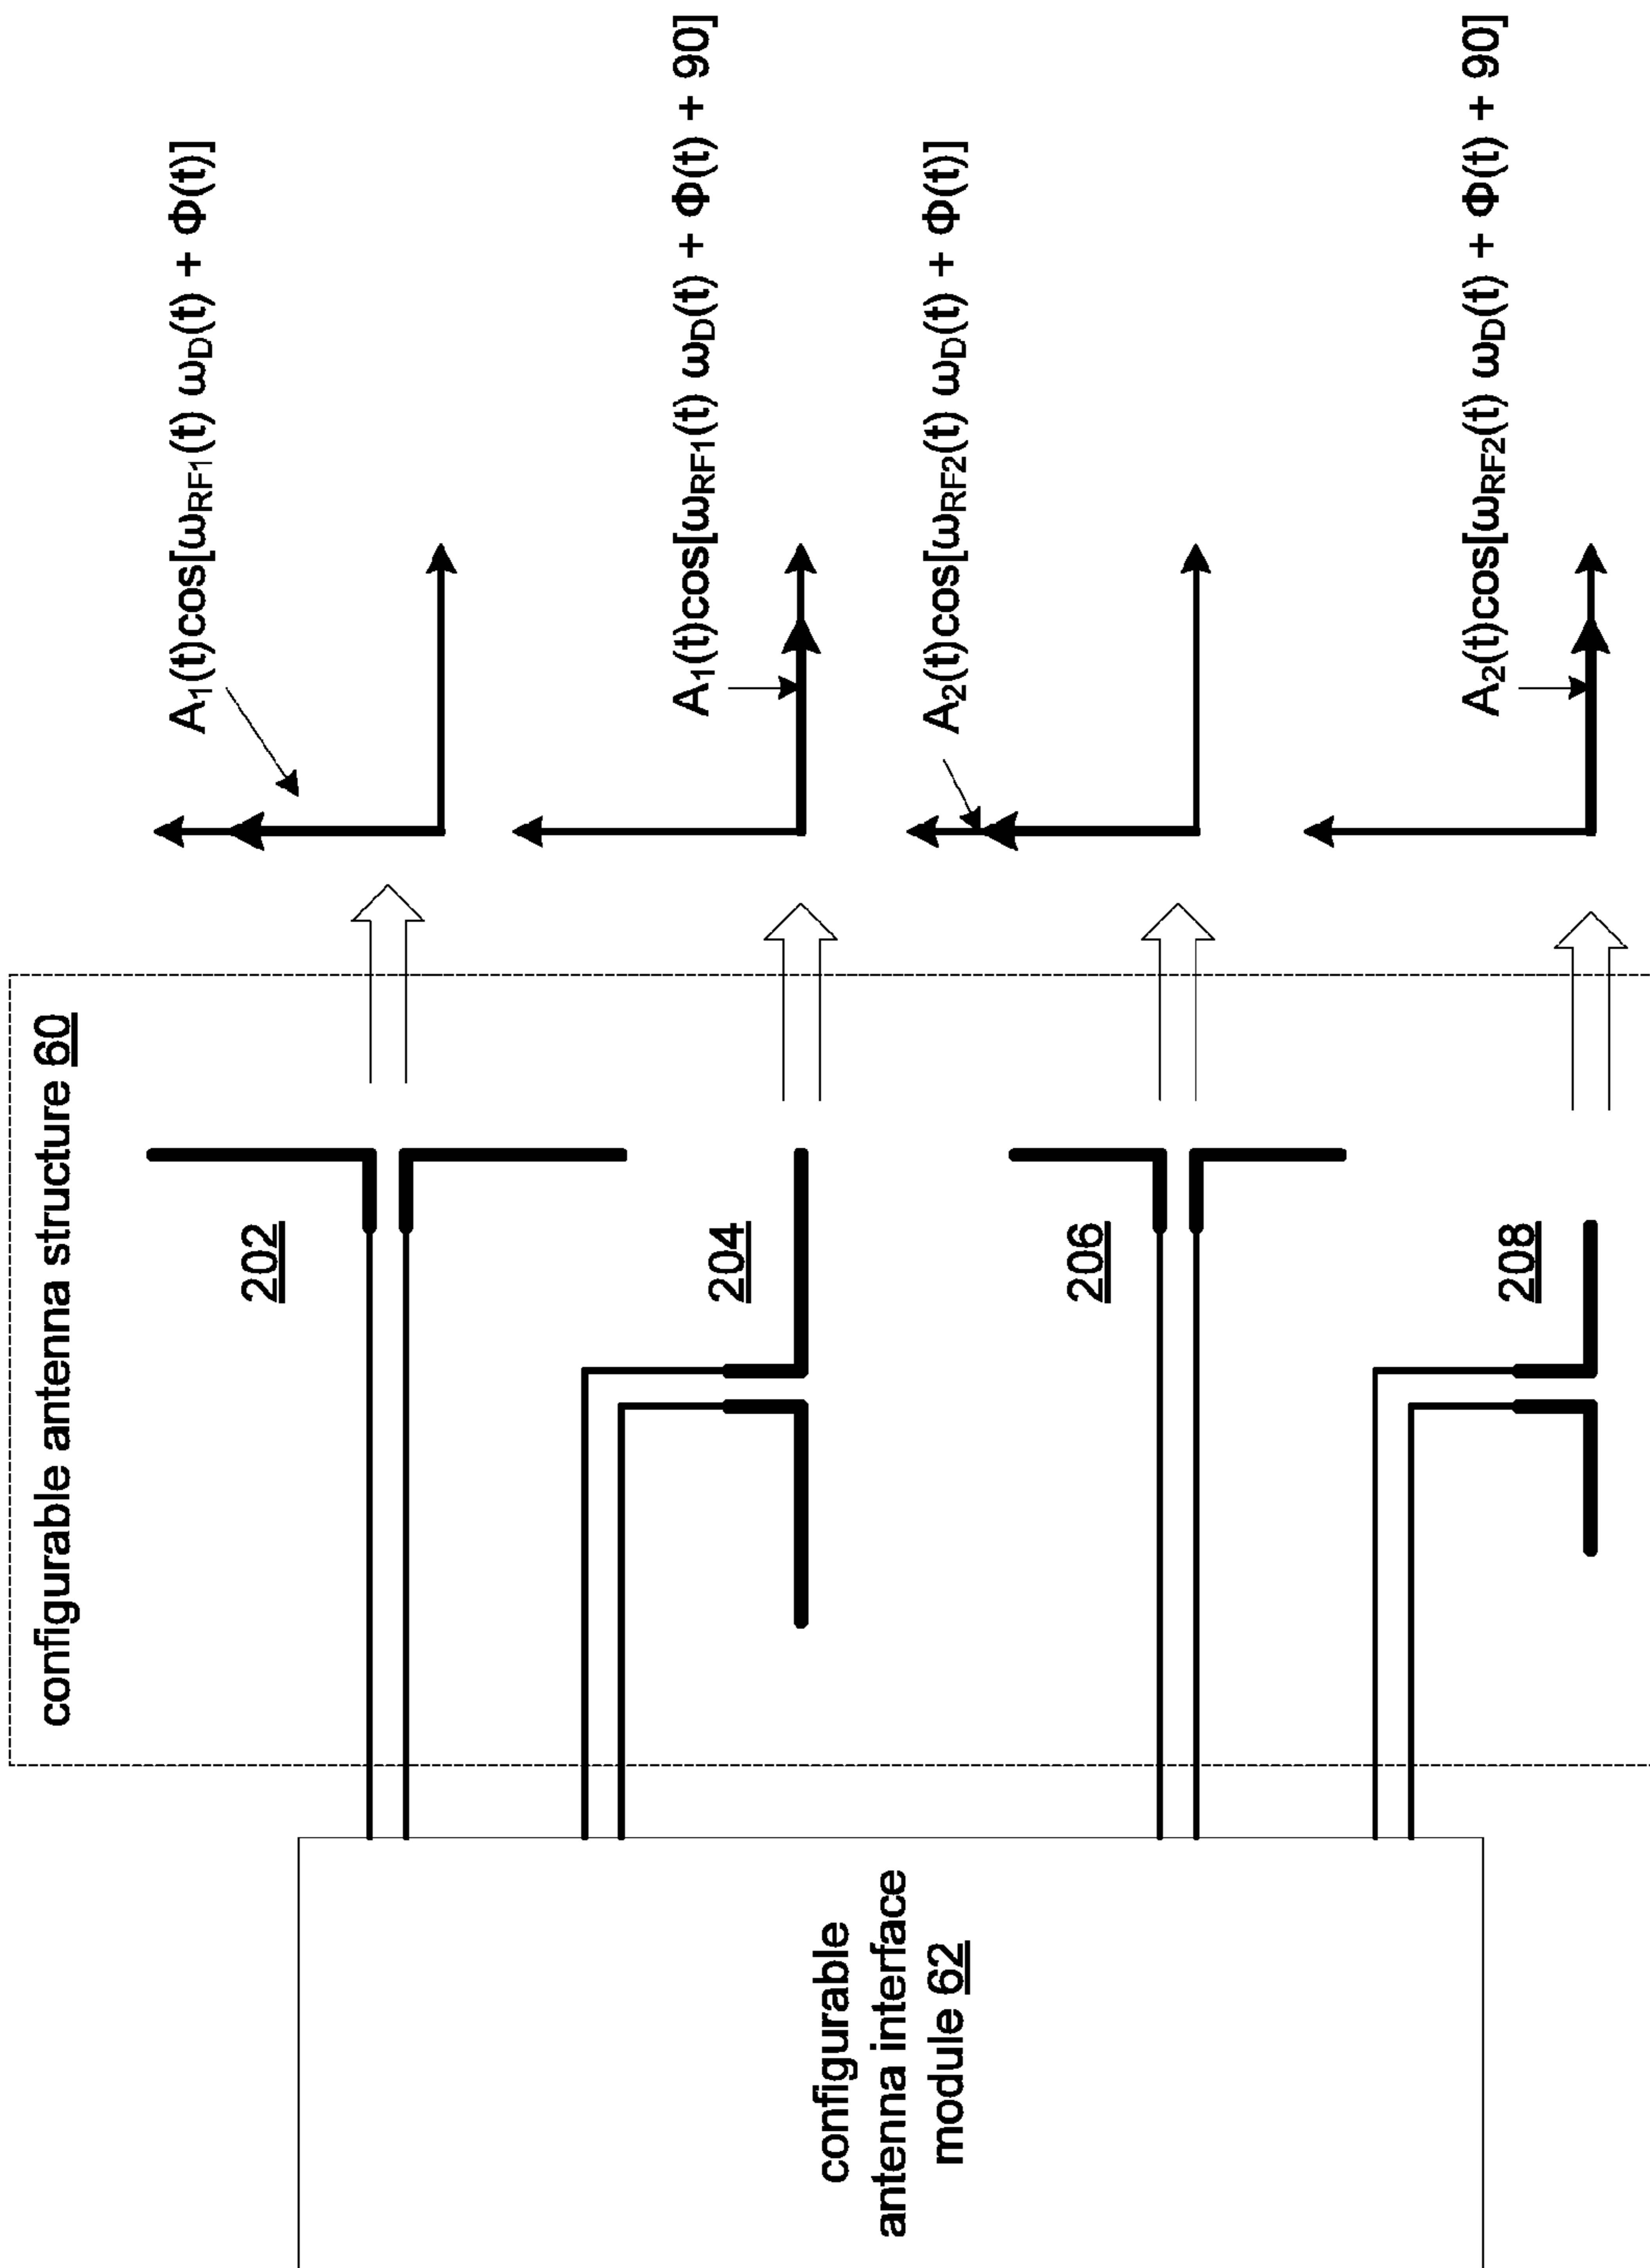 configurable antenna structure 60
202
204
206
208
configurable
antenna interface
module 62
A₁(t)cos[ωRF1(t) ωD(t) + Φ(t)]
A₁(t)cos[ωRF1(t) ωD(t) + Φ(t) + 90]
A₂(t)cos[ωRF2(t) ωD(t) + Φ(t)]
A₂(t)cos[ωRF2(t) ωD(t) + Φ(t) + 90]